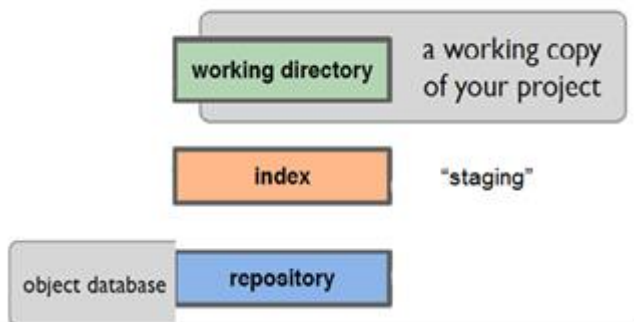 working directory
a working copy
of your project
index
“staging”
object database
repository